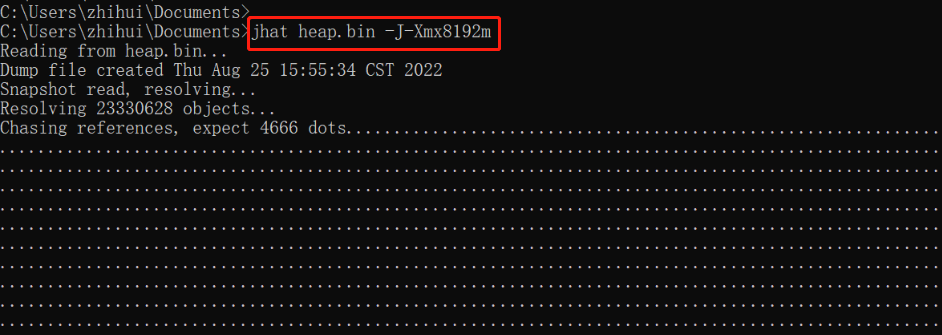 C:\Users\zhihui\Documents>
C:\Users\zhihui\Documents>jhat heap.bin -J-Xmx8192m
Reading from heap.bin...
Dump file created Thu Aug 25 15:55:34 CST 2022
Snapshot read, resolving...
Resolving 23330628 objects...
Chasing references, expect 4666 dots..................................................................
...............................................................................................................
...............................................................................................................
...............................................................................................................
...............................................................................................................
...............................................................................................................
...............................................................................................................
...............................................................................................................
...............................................................................................................
...............................................................................................................
...............................................................................................................